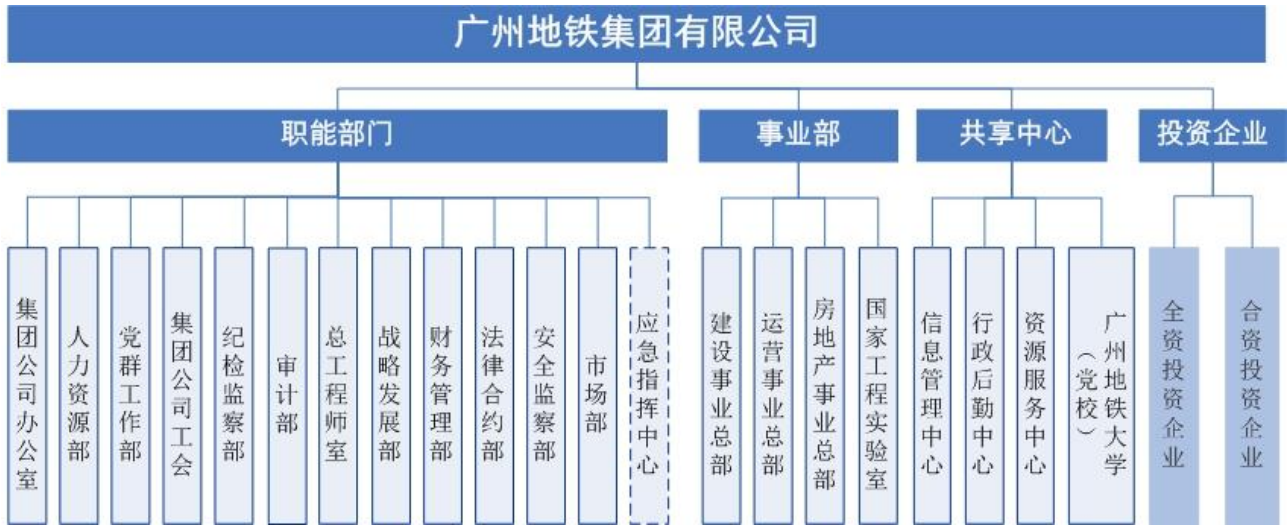 广州地铁集团有限公司
职能部门
事业部
共享中心
投资企业
集团公司办公室
人力资源部
党群工作部
集团公司工会
纪检监察部
审计部
总工程师室
战略发展部
财务管理部
法律合约部
安全监察部
市场部
应急指挥中心
建设事业总部
运营事业总部
房地产事业总部
国家工程实验室
信息管理中心
行政后勤中心
资源服务中心
广州地铁大学
（党校）
全资投资企业
合资投资企业